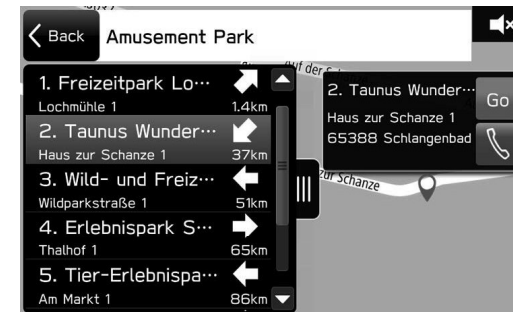 Back
Amusement Park
1. Freizeitpark Lo...
Lochmühle 1 1.4km
2. Taunus Wunder...
Haus zur Schanze 1 37km
3. Wild- und Freiz...
Wildparkstraße 1 51km
4. Erlebnispark S...
Thalhof 1 65km
5. Tier-Erlebnispa...
Am Markt 1 86km
2. Taunus Wunder...
Haus zur Schanze 1
65388 Schlangenbad
Go
zur Schanze